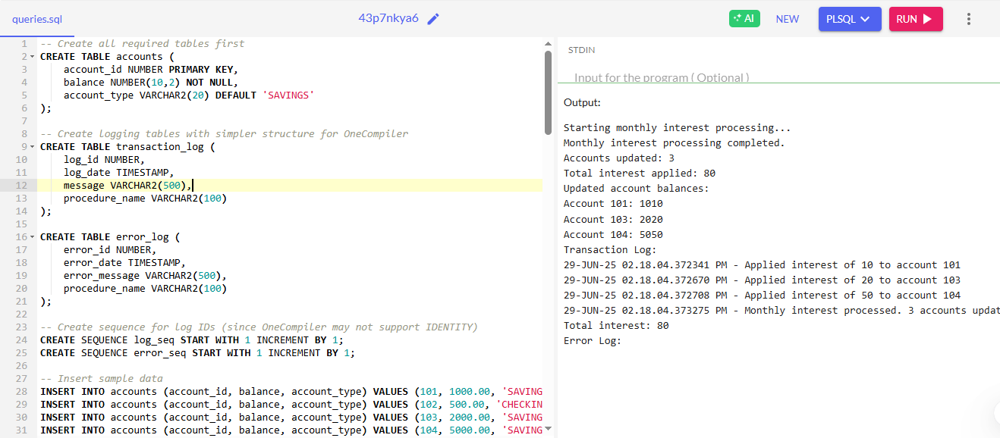 queries.sql
43p7nkya6
AI
NEW
PLSQL
RUN
1 -- Create all required tables first
2 CREATE TABLE accounts (
3 account_id NUMBER PRIMARY KEY,
4 balance NUMBER(10,2) NOT NULL,
5 account_type VARCHAR2(20) DEFAULT 'SAVINGS'
6 );
7
8 -- Create logging tables with simpler structure for OneCompiler
9 CREATE TABLE transaction_log (
10 log_id NUMBER,
11 log_date TIMESTAMP,
12 message VARCHAR2(500),
13 procedure_name VARCHAR2(100)
14 );
15
16 CREATE TABLE error_log (
17 error_id NUMBER,
18 error_date TIMESTAMP,
19 error_message VARCHAR2(500),
20 procedure_name VARCHAR2(100)
21 );
22
23 -- Create sequence for log IDs (since OneCompiler may not support IDENTITY)
24 CREATE SEQUENCE log_seq START WITH 1 INCREMENT BY 1;
25 CREATE SEQUENCE error_seq START WITH 1 INCREMENT BY 1;
26
27 -- Insert sample data
28 INSERT INTO accounts (account_id, balance, account_type) VALUES (101, 1000.00, 'SAVING
29 INSERT INTO accounts (account_id, balance, account_type) VALUES (102, 500.00, 'CHECKIN
30 INSERT INTO accounts (account_id, balance, account_type) VALUES (103, 2000.00, 'SAVING
31 INSERT INTO accounts (account_id, balance, account_type) VALUES (104, 5000.00, 'SAVING
STDIN
Input for the program ( Optional )
Output:
Starting monthly interest processing...
Monthly interest processing completed.
Accounts updated: 3
Total interest applied: 80
Updated account balances:
Account 101: 1010
Account 103: 2020
Account 104: 5050
Transaction Log:
29-JUN-25 02.18.04.372341 PM - Applied interest of 10 to account 101
29-JUN-25 02.18.04.372670 PM - Applied interest of 20 to account 103
29-JUN-25 02.18.04.372708 PM - Applied interest of 50 to account 104
29-JUN-25 02.18.04.373275 PM - Monthly interest processed. 3 accounts updat
Total interest: 80
Error Log: